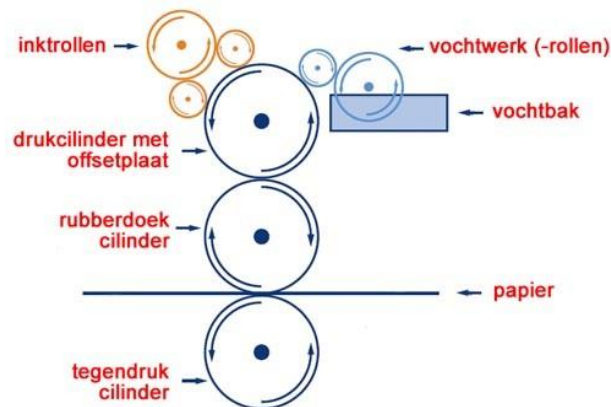 inktrollen
vochtwerk (-rollen)
vochtbak
drukcilinder met
offsetplaat
rubberdoek
cilinder
papier
tegendruk
cilinder